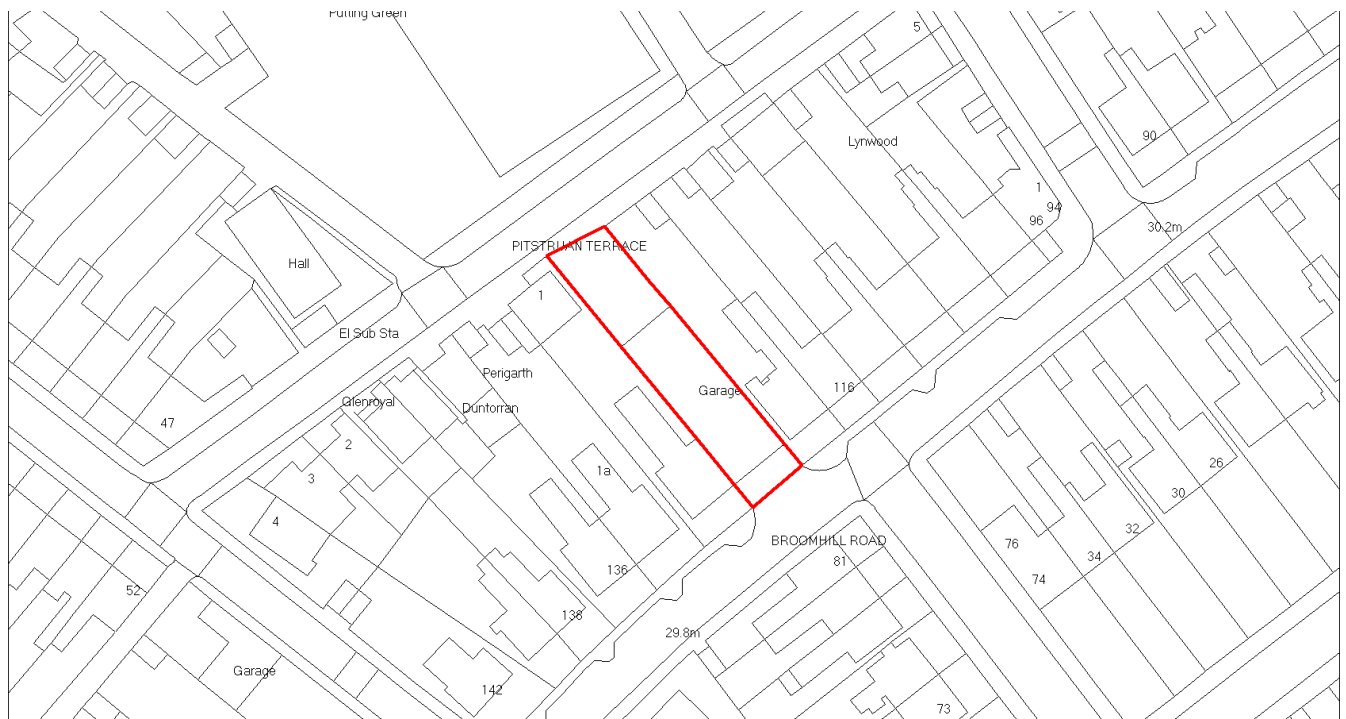 Putting Green
5
Lynwood
90
1
94
96
30.2m
PITSTRUAN TERRACE
Hall
1
El Sub Sta
Perigarth
Glenroyal
Duntorran
Garage
116
47
2
3
4
1a
26
30
32
34
76
74
BROOMHILL ROAD
81
136
138
52
29.8m
Garage
142
73